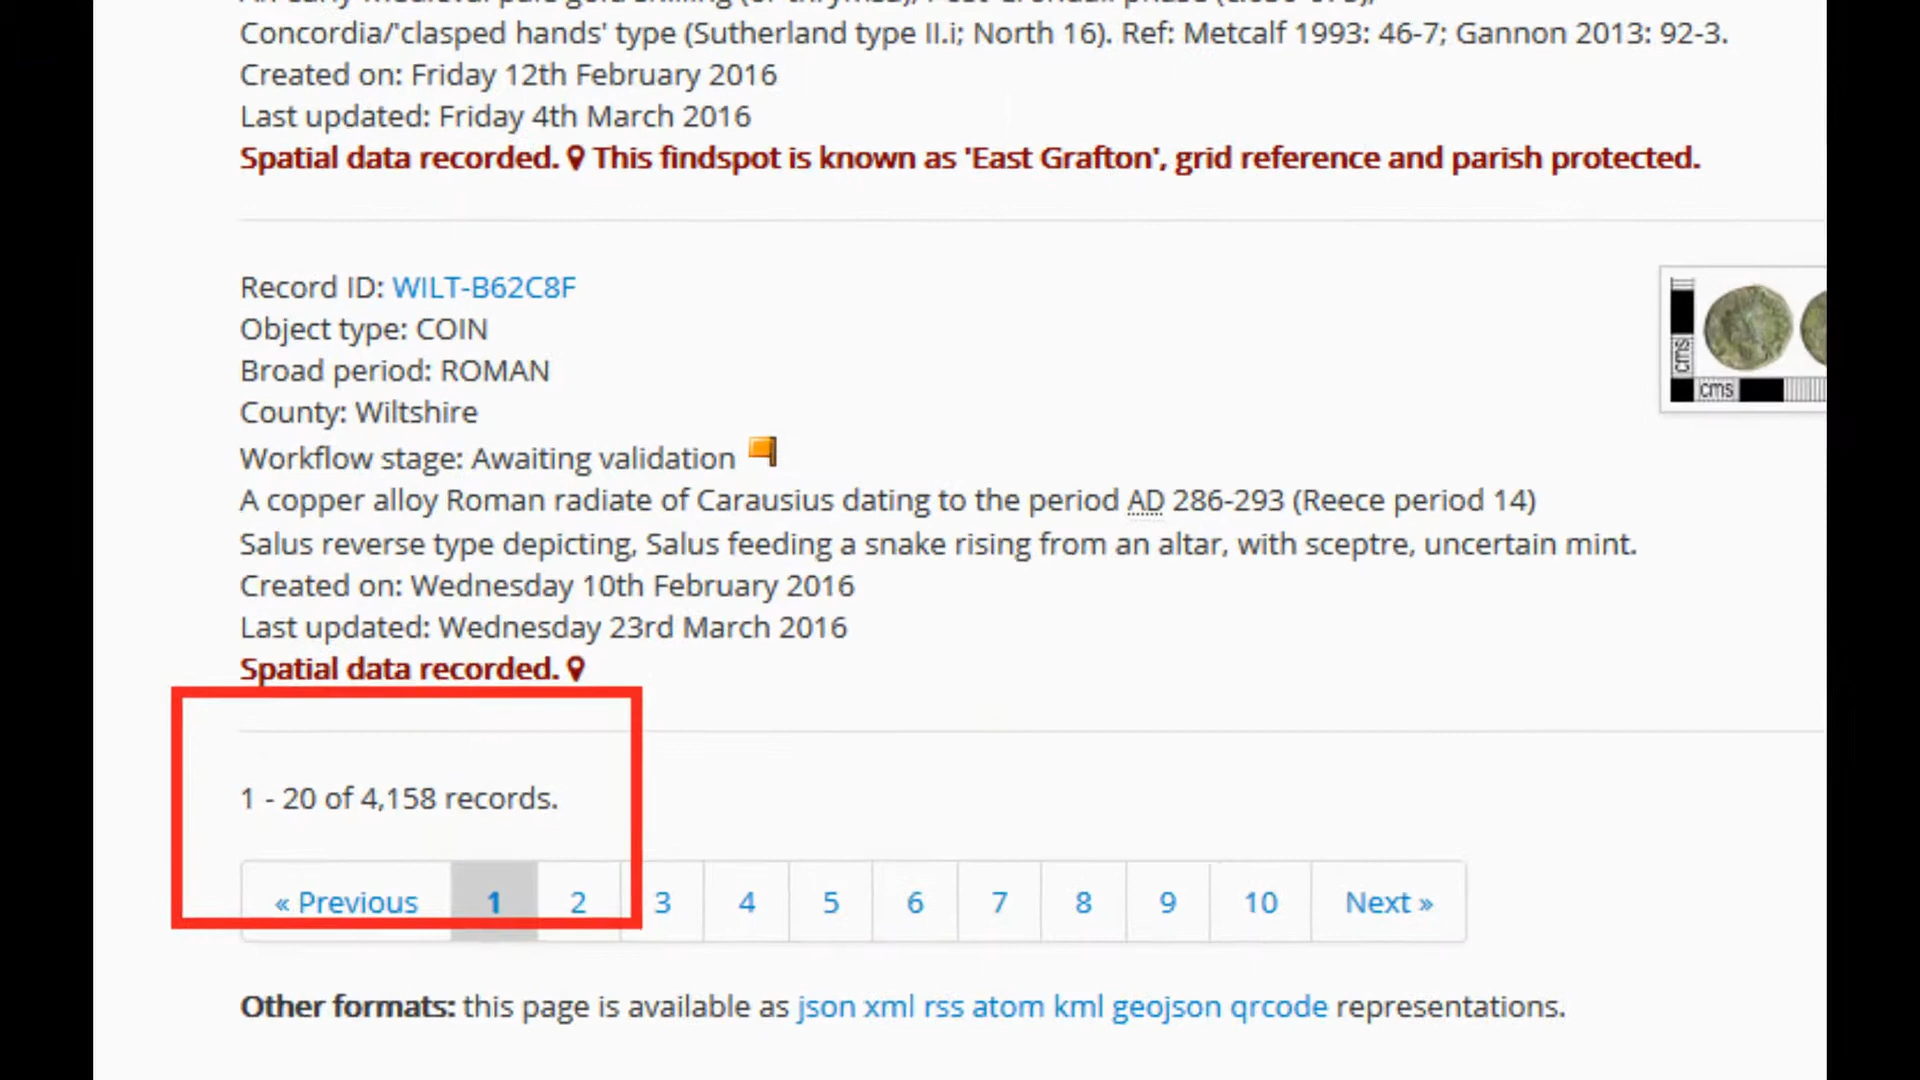 Concordia/'clasped hands' type (Sutherland type II.i; North 16). Ref: Metcalf 1993: 46-7; Gannon 2013: 92-3.
Created on: Friday 12th February 2016
Last updated: Friday 4th March 2016
Spatial data recorded. This findspot is known as 'East Grafton', grid reference and parish protected.
Record ID: WILT-B62C8F
Object type: COIN
Broad period: ROMAN
County: Wiltshire
Workflow stage: Awaiting validation
A copper alloy Roman radiate of Carausius dating to the period AD 286-293 (Reece period 14)
Salus reverse type depicting, Salus feeding a snake rising from an altar, with sceptre, uncertain mint.
Created on: Wednesday 10th February 2016
Last updated: Wednesday 23rd March 2016
Spatial data recorded.
cms
cms
1 - 20 of 4,158 records.
« Previous 1 2 3 4 5 6 7 8 9 10 Next »
Other formats: this page is available as json xml rss atom kml geojson qrcode representations.